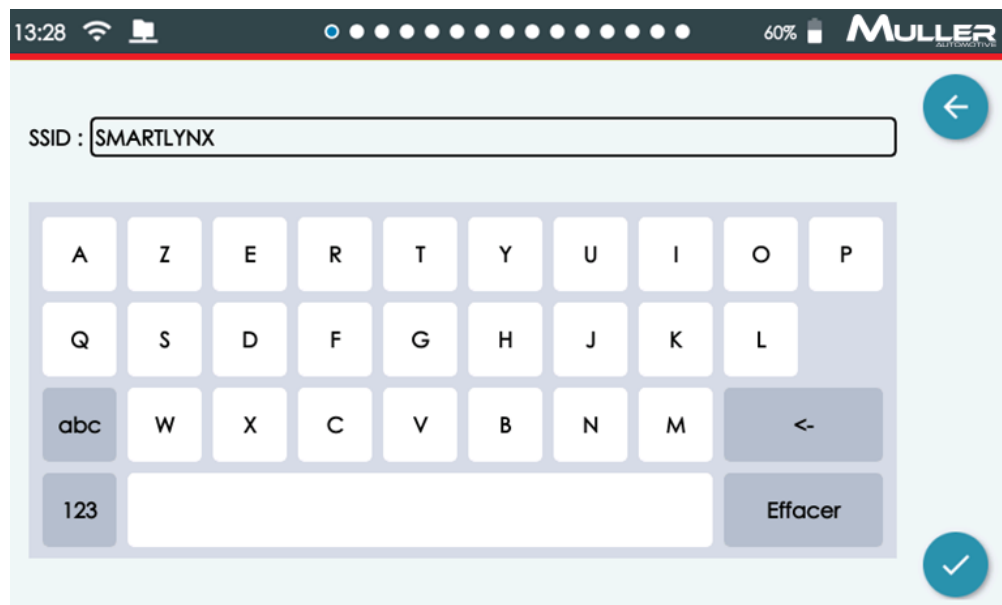 13:28 60% MULLER
AUTOMOTIVE
SSID : SMARTLYNX
A Z E R T Y U I O P
Q S D F G H J K L
abc W X C V B N M <-
123 Effacer